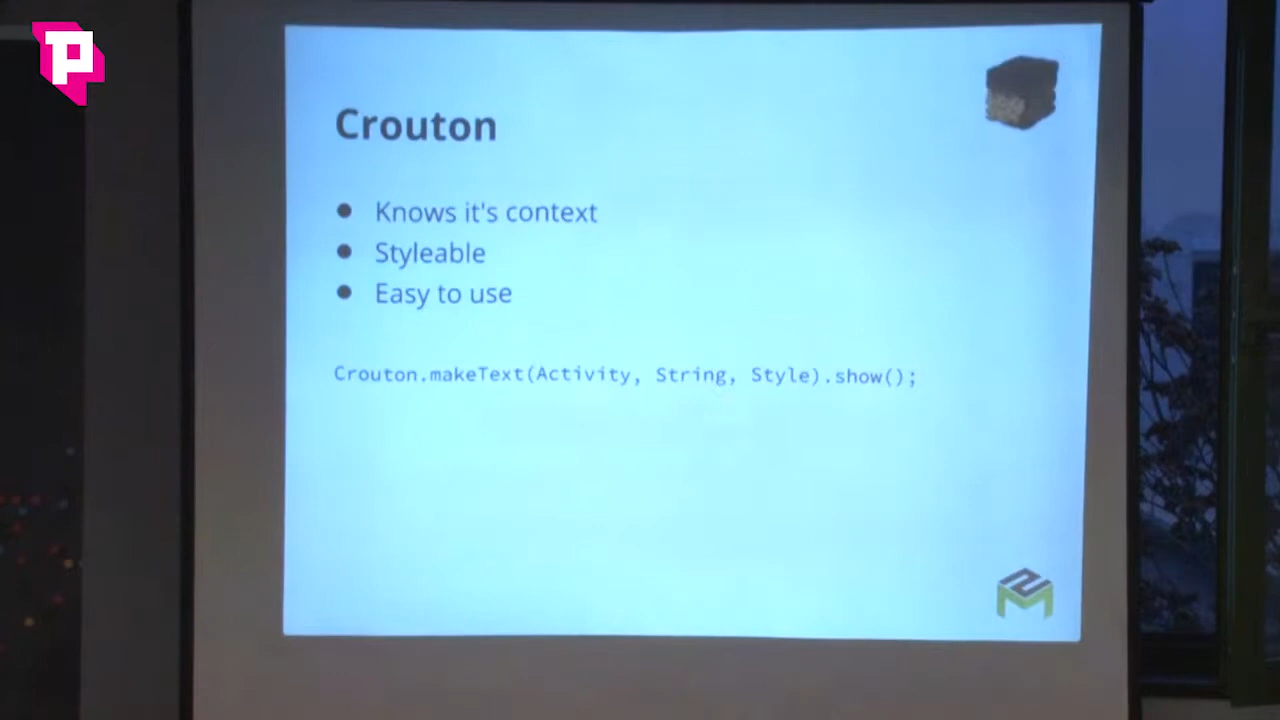 P
Crouton
● Knows it's context
● Styleable
● Easy to use
Crouton.makeText(Activity, String, Style).show();